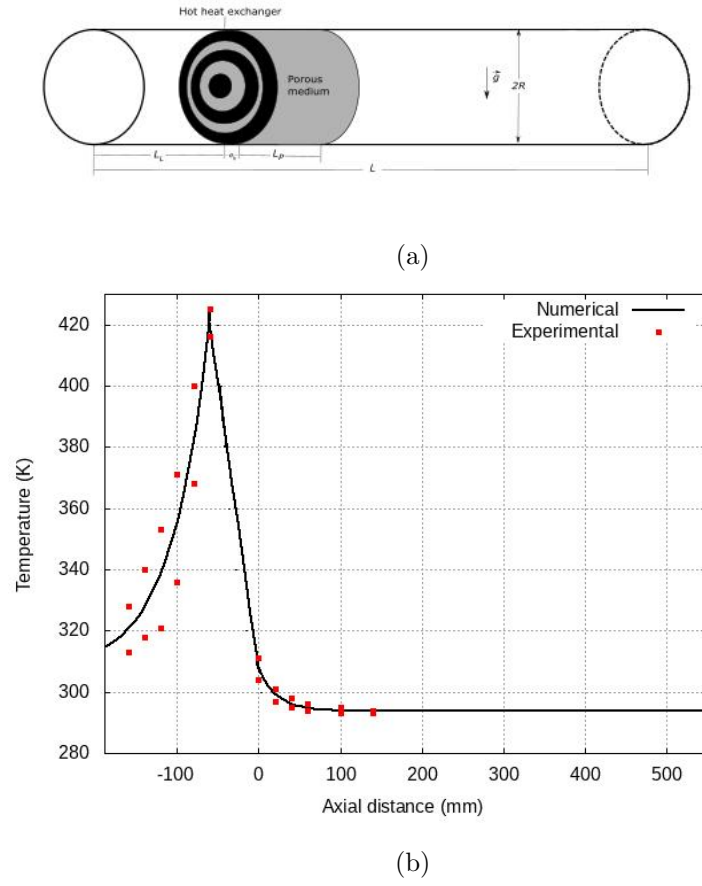 Hot heat exchanger
Porous
medium
g
2R
L_L
e_h
L_P
L
(a)
Numerical
Experimental
420
400
380
360
340
320
300
280
Temperature (K)
-100 0 100 200 300 400 500
Axial distance (mm)
(b)